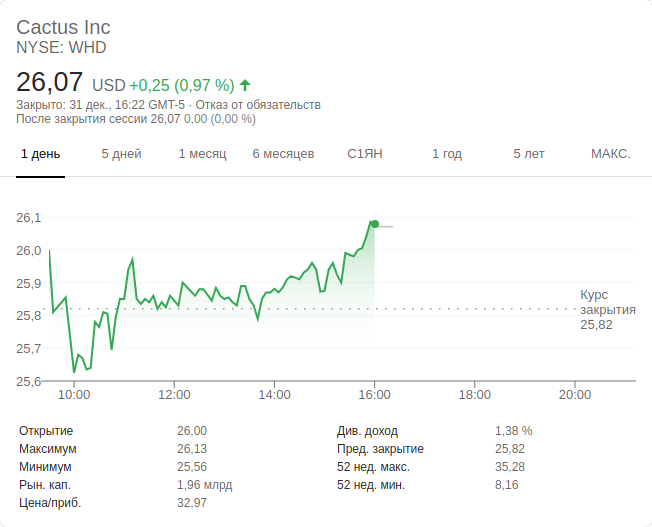 Cactus Inc
NYSE: WHD
26,07 USD +0,25 (0,97 %)
Закрыто: 31 дек., 16:22 GMT-5 · Отказ от обязательств
После закрытия сессии 26,07 0,00 (0,00 %)
1 день 5 дней 1 месяц 6 месяцев С1ЯН 1 год 5 лет МАКС.
26,1
26,0
25,9
25,8
25,7
25,6
Курс
закрытия
25,82
10:00 12:00 14:00 16:00 18:00 20:00
Открытие 26,00 Див. доход 1,38 %
Максимум 26,13 Пред. закрытие 25,82
Минимум 25,56 52 нед. макс. 35,28
Рын. кап. 1,96 млрд 52 нед. мин. 8,16
Цена/приб. 32,97